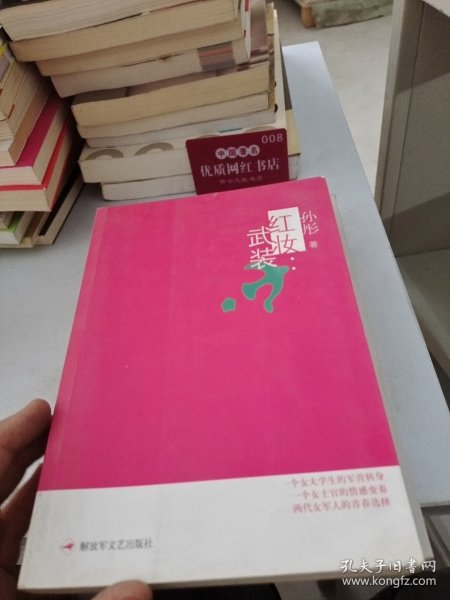 008
中国著名
优质网红书店
孙彤 著
红妆
武装
一个女大学生的军营转身
一个女士官的情感变奏
两代女军人的青春选择
解放军文艺出版社
孔夫子旧书网
www.kongfz.com